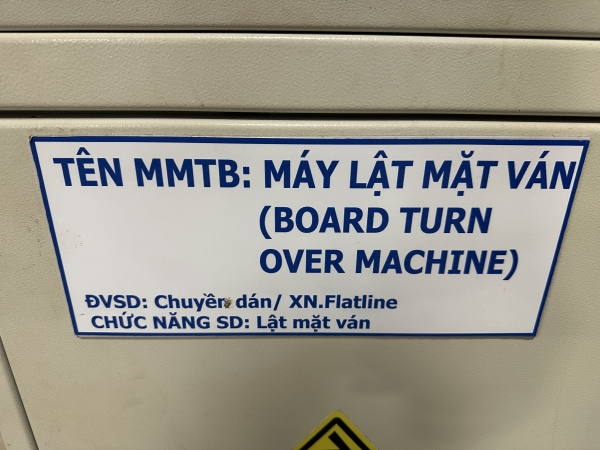 TÊN MMTB: MÁY LẬT MẶT VÁN
(BOARD TURN
OVER MACHINE)
ĐVSD: Chuyền dán/ XN.Flatline
CHỨC NĂNG SD: Lật mặt ván